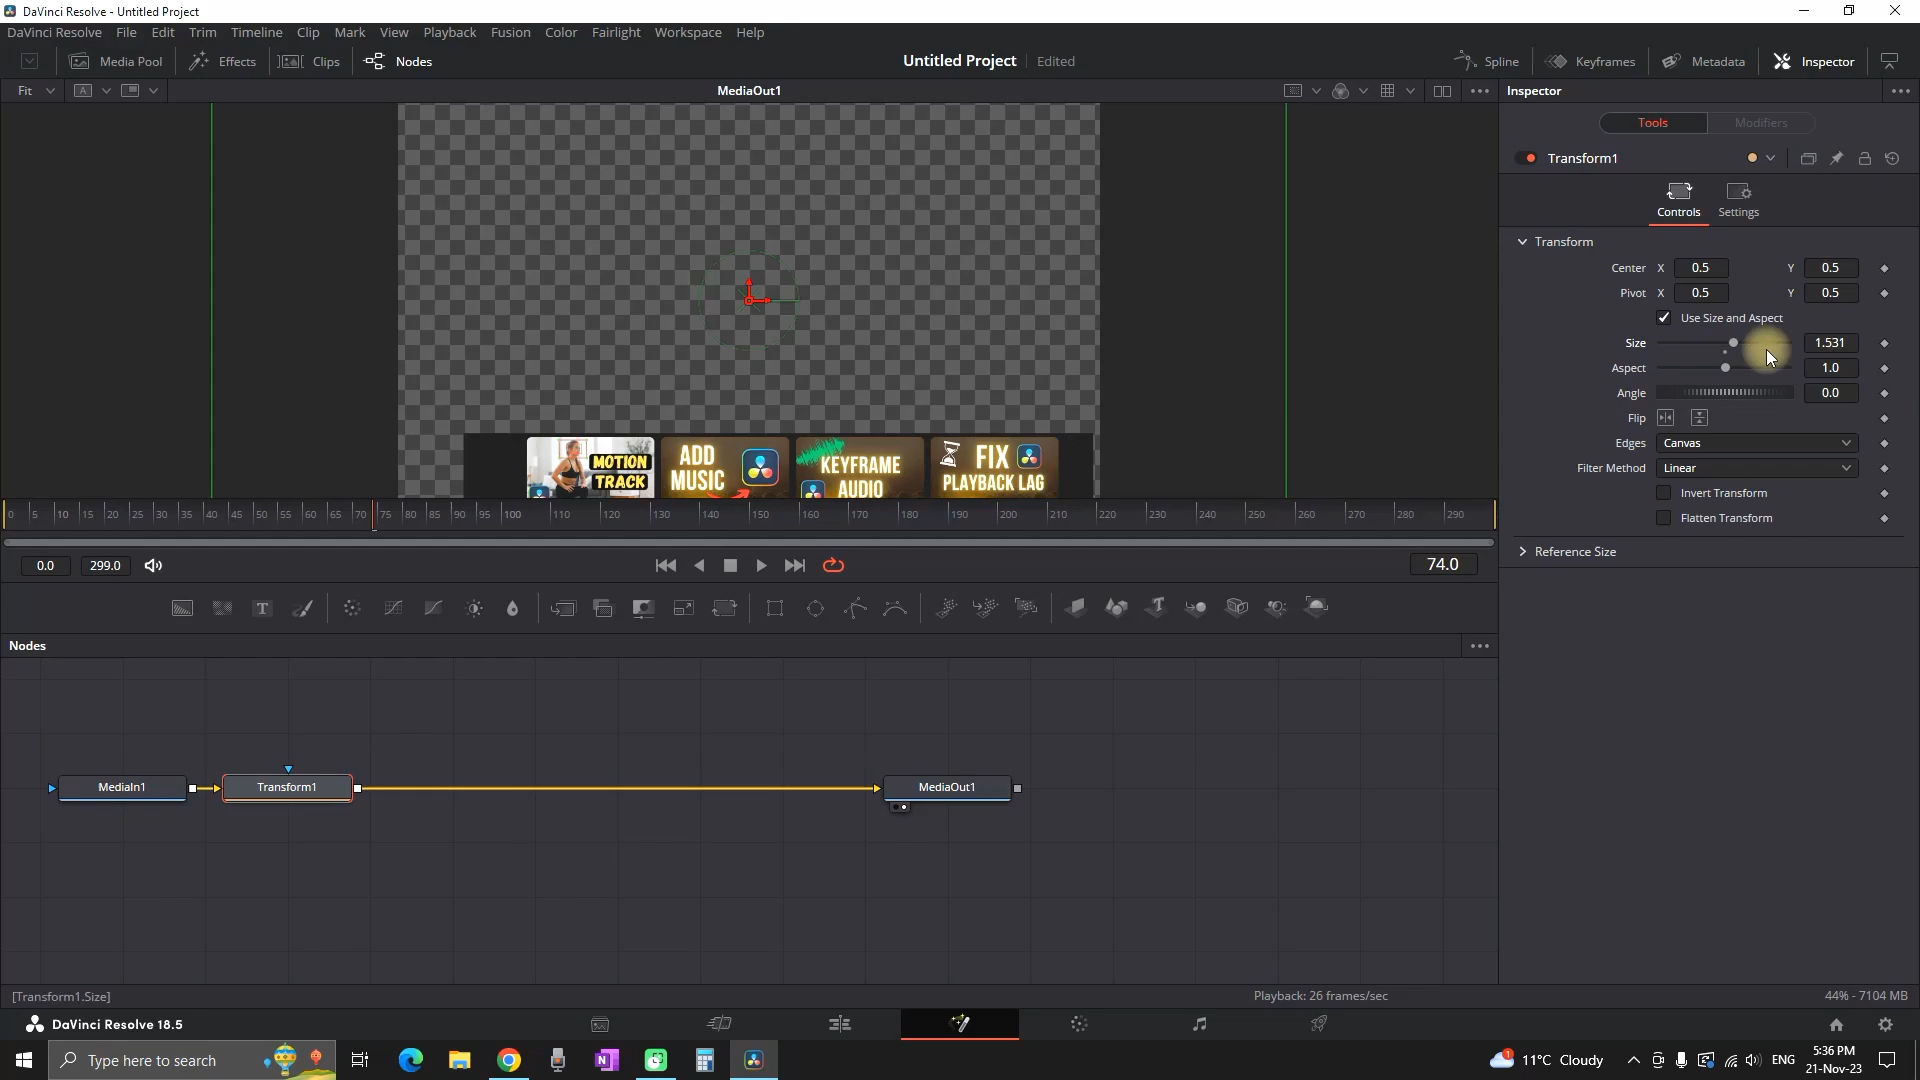 DaVinci Resolve - Untitled Project
DaVinci Resolve File Edit Trim Timeline Clip Mark View Playback Fusion Color Fairlight Workspace Help
Media Pool Effects Clips Nodes Untitled Project Edited Spline Keyframes Metadata Inspector
Fit A MediaOut1 Inspector
Tools Modifiers
Transform1
Controls Settings
Transform
Center X 0.5 Y 0.5
Pivot X 0.5 Y 0.5
Use Size and Aspect
Size 1.531
Aspect 1.0
Angle 0.0
Flip
Edges Canvas
Filter Method Linear
Invert Transform
Flatten Transform
Reference Size
MOTION
TRACK
ADD
MUSIC
KEYFRAME
AUDIO
FIX
PLAYBACK LAG
0 5 10 15 20 25 30 35 40 45 50 55 60 65 70 75 80 85 90 95 100 110 120 130 140 150 160 170 180 190 200 210 220 230 240 250 260 270 280 290
0.0 299.0 74.0
T
Nodes
MediaIn1 Transform1 MediaOut1
[Transform1.Size] Playback: 26 frames/sec 44% - 7104 MB
DaVinci Resolve 18.5
Type here to search 11°C Cloudy ENG 5:36 PM
21-Nov-23